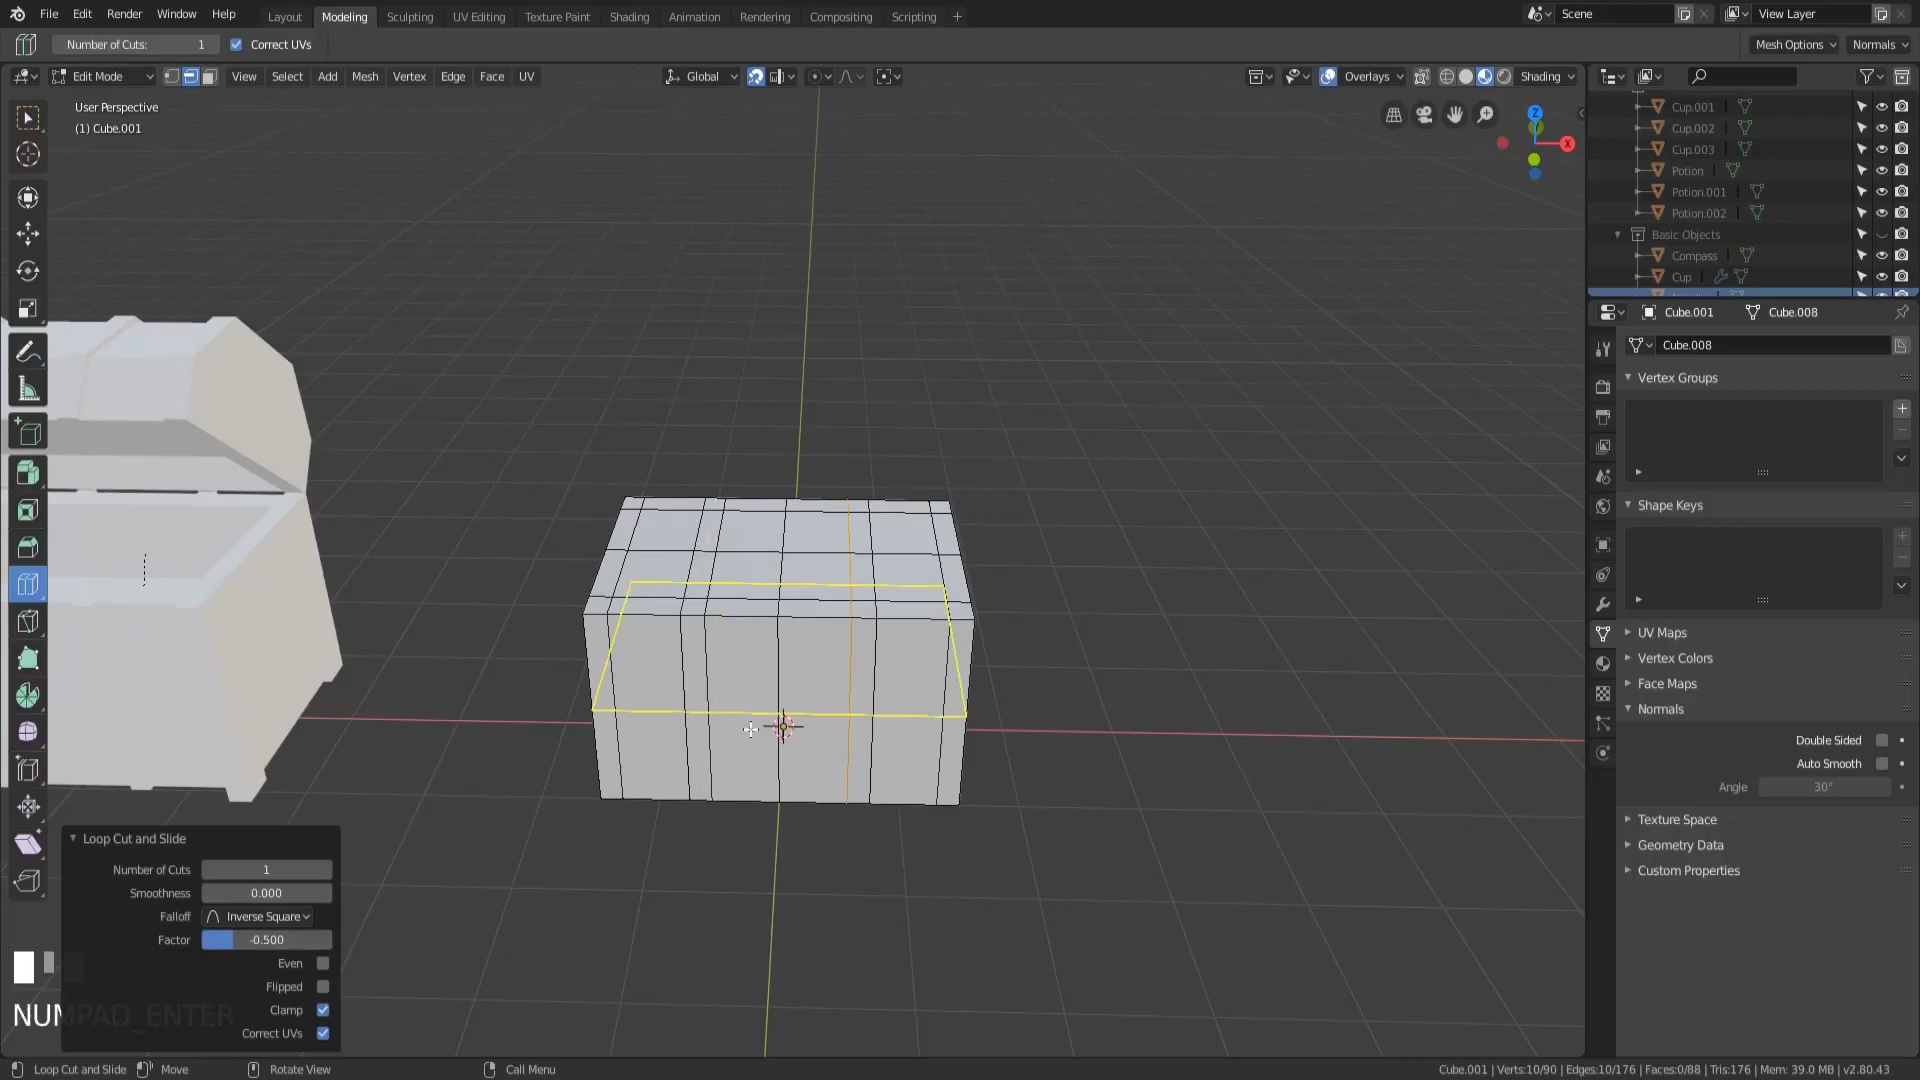 File Edit Render Window Help Layout Modeling Sculpting UV Editing Texture Paint Shading Animation Rendering Compositing Scripting + Scene View Layer
Number of Cuts: 1 Correct UVs Mesh Options Normals
Edit Mode View Select Add Mesh Vertex Edge Face UV Global Overlays Shading
User Perspective
(1) Cube.001
Z
X
Cup.001
Cup.002
Cup.003
Potion
Potion.001
Potion.002
Basic Objects
Compass
Cup
Cube.001 Cube.008
Cube.008
Vertex Groups
Shape Keys
UV Maps
Vertex Colors
Face Maps
Normals
Double Sided
Auto Smooth
Angle 30°
Texture Space
Geometry Data
Custom Properties
Loop Cut and Slide
Number of Cuts 1
Smoothness 0.000
Falloff Inverse Square
Factor -0.500
Even
Flipped
Clamp
Correct UVs
NUMPAD_ENTER
Loop Cut and Slide Move Rotate View Call Menu Cube.001 | Verts:10/90 | Edges:10/176 | Faces:0/88 | Tris:176 | Mem: 39.0 MB | v2.80.43